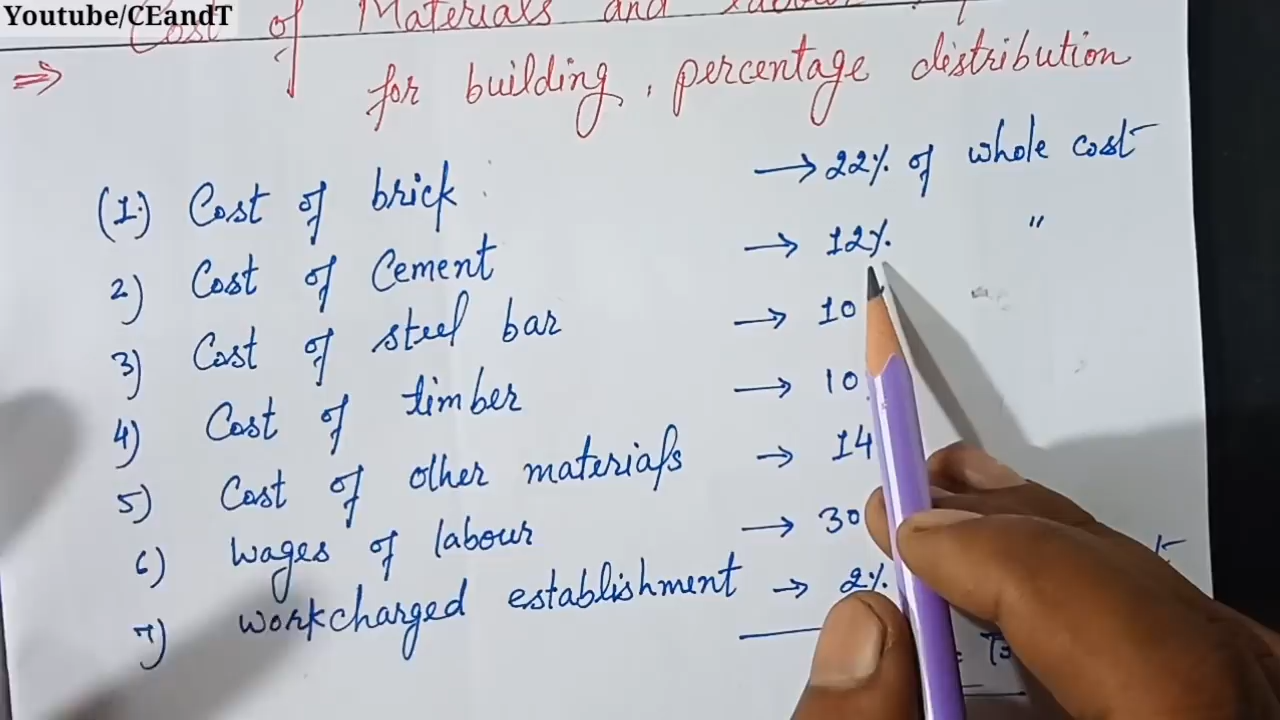 Youtube/CEandT
Cost of Materials and labour
⇒ for building, percentage distribution
(1.) Cost of brick → 22% of whole cost
2) Cost of Cement → 12% "
3) Cost of steel bar → 10
4) Cost of timber → 10
5) Cost of other materials → 14
6) wages of labour → 30
7) workcharged establishment → 2%